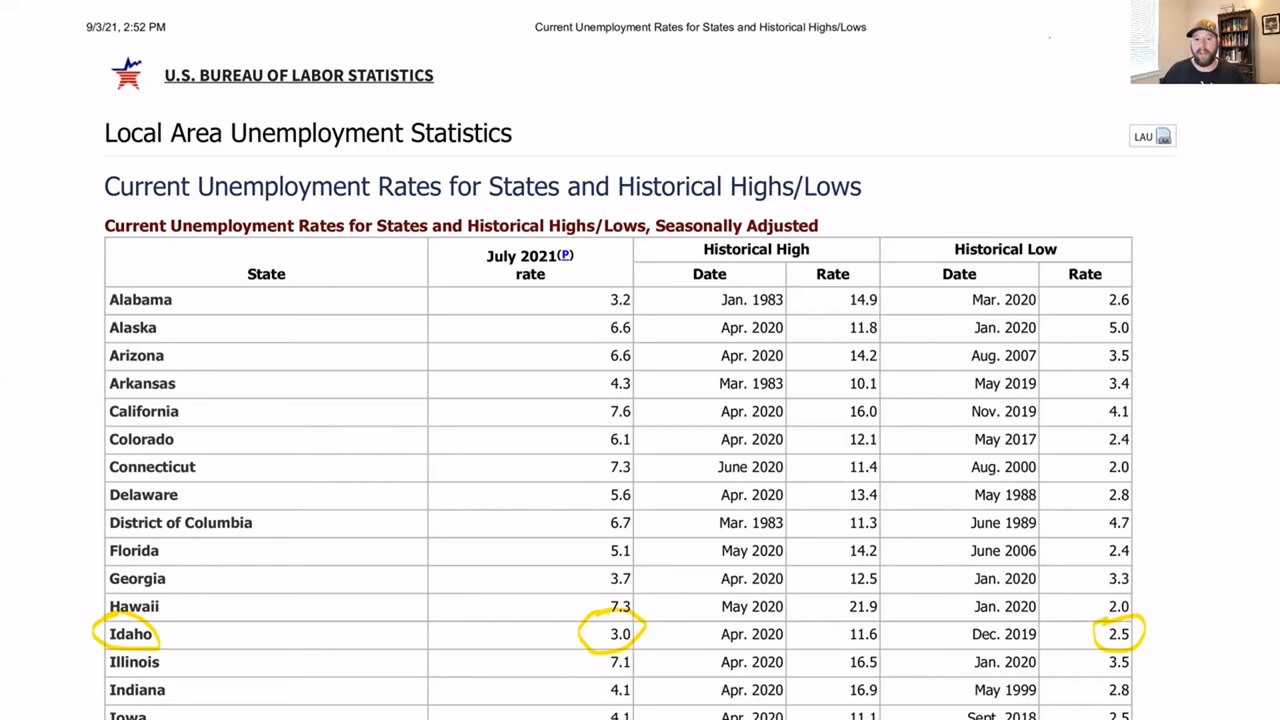 9/3/21, 2:52 PM Current Unemployment Rates for States and Historical Highs/Lows
U.S. BUREAU OF LABOR STATISTICS
Local Area Unemployment Statistics
LAU
Current Unemployment Rates for States and Historical Highs/Lows
Current Unemployment Rates for States and Historical Highs/Lows, Seasonally Adjusted
State July 2021(P) rate Historical High Historical Low
Date Rate Date Rate
Alabama 3.2 Jan. 1983 14.9 Mar. 2020 2.6
Alaska 6.6 Apr. 2020 11.8 Jan. 2020 5.0
Arizona 6.6 Apr. 2020 14.2 Aug. 2007 3.5
Arkansas 4.3 Mar. 1983 10.1 May 2019 3.4
California 7.6 Apr. 2020 16.0 Nov. 2019 4.1
Colorado 6.1 Apr. 2020 12.1 May 2017 2.4
Connecticut 7.3 June 2020 11.4 Aug. 2000 2.0
Delaware 5.6 Apr. 2020 13.4 May 1988 2.8
District of Columbia 6.7 Mar. 1983 11.3 June 1989 4.7
Florida 5.1 May 2020 14.2 June 2006 2.4
Georgia 3.7 Apr. 2020 12.5 Jan. 2020 3.3
Hawaii 7.3 May 2020 21.9 Jan. 2020 2.0
Idaho 3.0 Apr. 2020 11.6 Dec. 2019 2.5
Illinois 7.1 Apr. 2020 16.5 Jan. 2020 3.5
Indiana 4.1 Apr. 2020 16.9 May 1999 2.8
Iowa 4.1 Apr. 2020 11.1 Sept. 2018 2.5